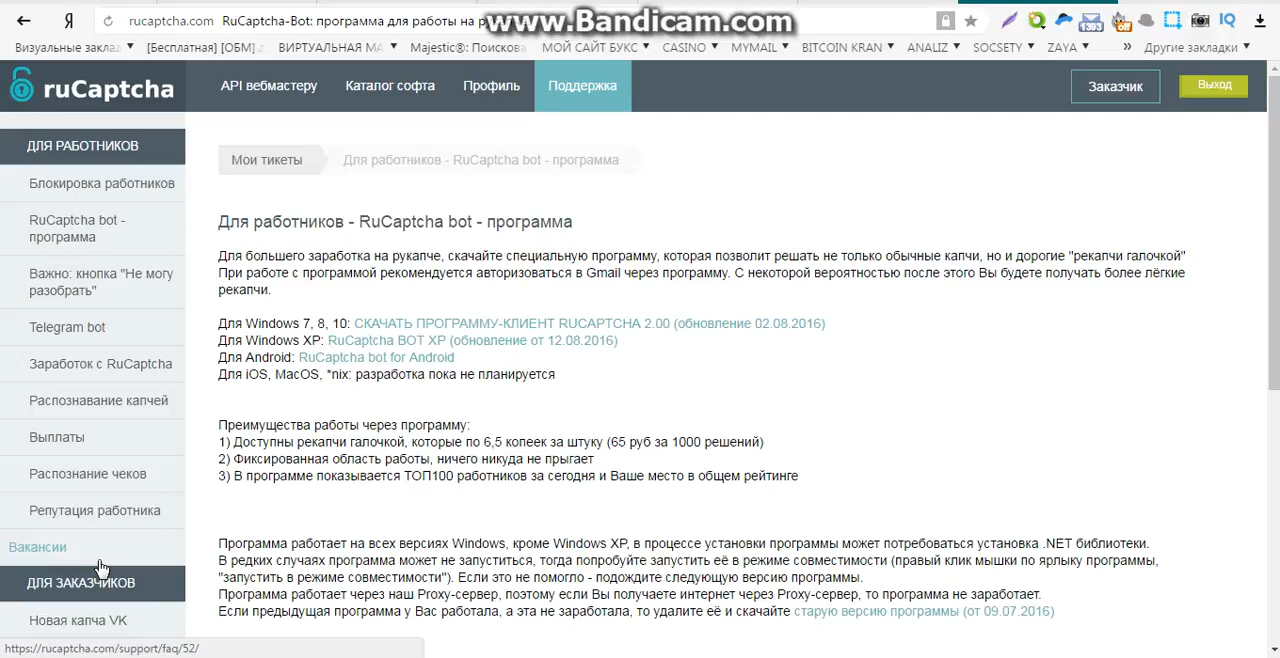 rucaptcha.com RuCaptcha-Bot: программа для работы на
www.Bandicam.com
1393
off
IQ
Визуальные заклад
[Бесплатная] [ОБМ]
ВИРТУАЛЬНАЯ МА
Majestic®: Поискова
МОЙ САЙТ БУКС
CASINO
MYMAIL
BITCOIN KRAN
ANALIZ
SOCSETY
ZAYA
»
Другие закладки
ruCaptcha
API вебмастеру
Каталог софта
Профиль
Поддержка
Заказчик
Выход
ДЛЯ РАБОТНИКОВ
Блокировка работников
RuCaptcha bot -
программа
Важно: кнопка "Не могу
разобрать"
Telegram bot
Заработок с RuCaptcha
Распознавание капчей
Выплаты
Распознание чеков
Репутация работника
Вакансии
ДЛЯ ЗАКАЗЧИКОВ
Новая капча VK
https://rucaptcha.com/support/faq/52/
Мои тикеты
Для работников - RuCaptcha bot - программа
Для работников - RuCaptcha bot - программа
Для большего заработка на рукапче, скачайте специальную программу, которая позволит решать не только обычные капчи, но и дорогие "рекапчи галочкой"
При работе с программой рекомендуется авторизоваться в Gmail через программу. С некоторой вероятностью после этого Вы будете получать более лёгкие
рекапчи.
Для Windows 7, 8, 10: СКАЧАТЬ ПРОГРАММУ-КЛИЕНТ RUCAPTCHA 2.00 (обновление 02.08.2016)
Для Windows XP: RuCaptcha BOT XP (обновление от 12.08.2016)
Для Android: RuCaptcha bot for Android
Для iOS, MacOS, *nix: разработка пока не планируется
Преимущества работы через программу:
1) Доступны рекапчи галочкой, которые по 6,5 копеек за штуку (65 руб за 1000 решений)
2) Фиксированная область работы, ничего никуда не прыгает
3) В программе показывается ТОП100 работников за сегодня и Ваше место в общем рейтинге
Программа работает на всех версиях Windows, кроме Windows XP, в процессе установки программы может потребоваться установка .NET библиотеки.
В редких случаях программа может не запуститься, тогда попробуйте запустить её в режиме совместимости (правый клик мышки по ярлыку программы,
"запустить в режиме совместимости"). Если это не помогло - подождите следующую версию программы.
Программа работает через наш Proxy-сервер, поэтому если Вы получаете интернет через Proxy-сервер, то программа не заработает.
Если предыдущая программа у Вас работала, а эта не заработала, то удалите её и скачайте старую версию программы (от 09.07.2016)